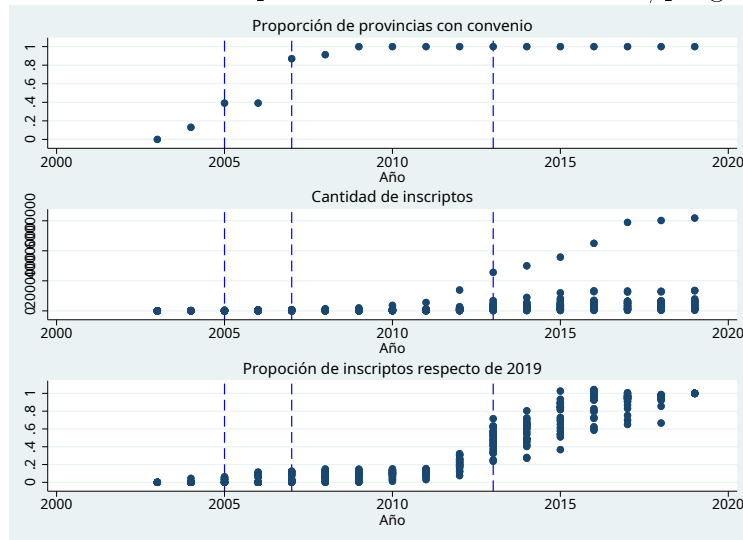 Proporción de provincias con convenio
0 .2 .4 .6 .8 1
2000 2005 2010 2015 2020
Año
Cantidad de inscriptos
2000 2005 2010 2015 2020
Año
Propoción de inscriptos respecto de 2019
0 .2 .4 .6 .8 1
2000 2005 2010 2015 2020
Año